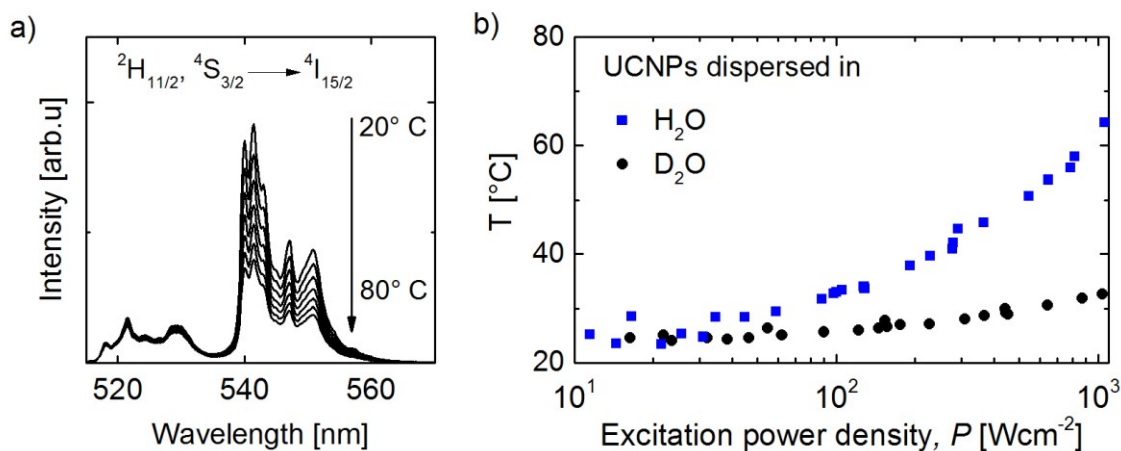 a)
²H₁₁/₂, ⁴S₃/₂ → ⁴I₁₅/₂
20° C
80° C
Intensity [arb.u]
520 540 560
Wavelength [nm]
b)
UCNPs dispersed in
H₂O
D₂O
80
60
40
20
T [°C]
10¹ 10² 10³
Excitation power density, P [Wcm⁻²]